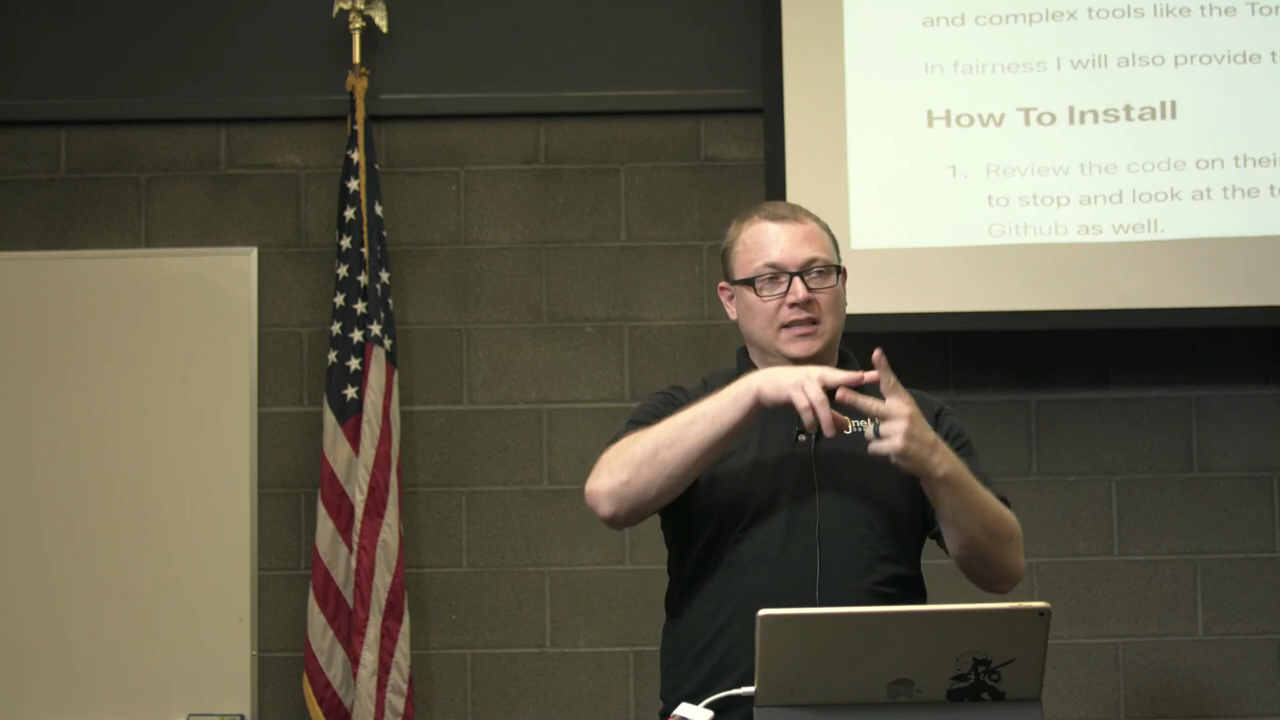 and complex tools like the Tor
In fairness I will also provide t
How To Install
1. Review the code on their
to stop and look at the t
Github as well.